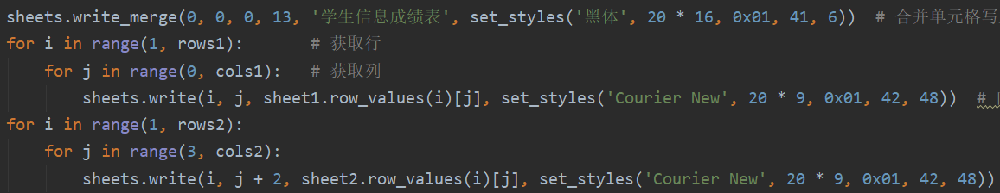 sheets.write_merge(0, 0, 0, 13, '学生信息成绩表', set_styles('黑体', 20 * 16, 0x01, 41, 6))  # 合并单元格写
for i in range(1, rows1):        # 获取行
    for j in range(0, cols1):   # 获取列
        sheets.write(i, j, sheet1.row_values(i)[j], set_styles('Courier New', 20 * 9, 0x01, 42, 48))  #
for i in range(1, rows2):
    for j in range(3, cols2):
        sheets.write(i, j + 2, sheet2.row_values(i)[j], set_styles('Courier New', 20 * 9, 0x01, 42, 48))